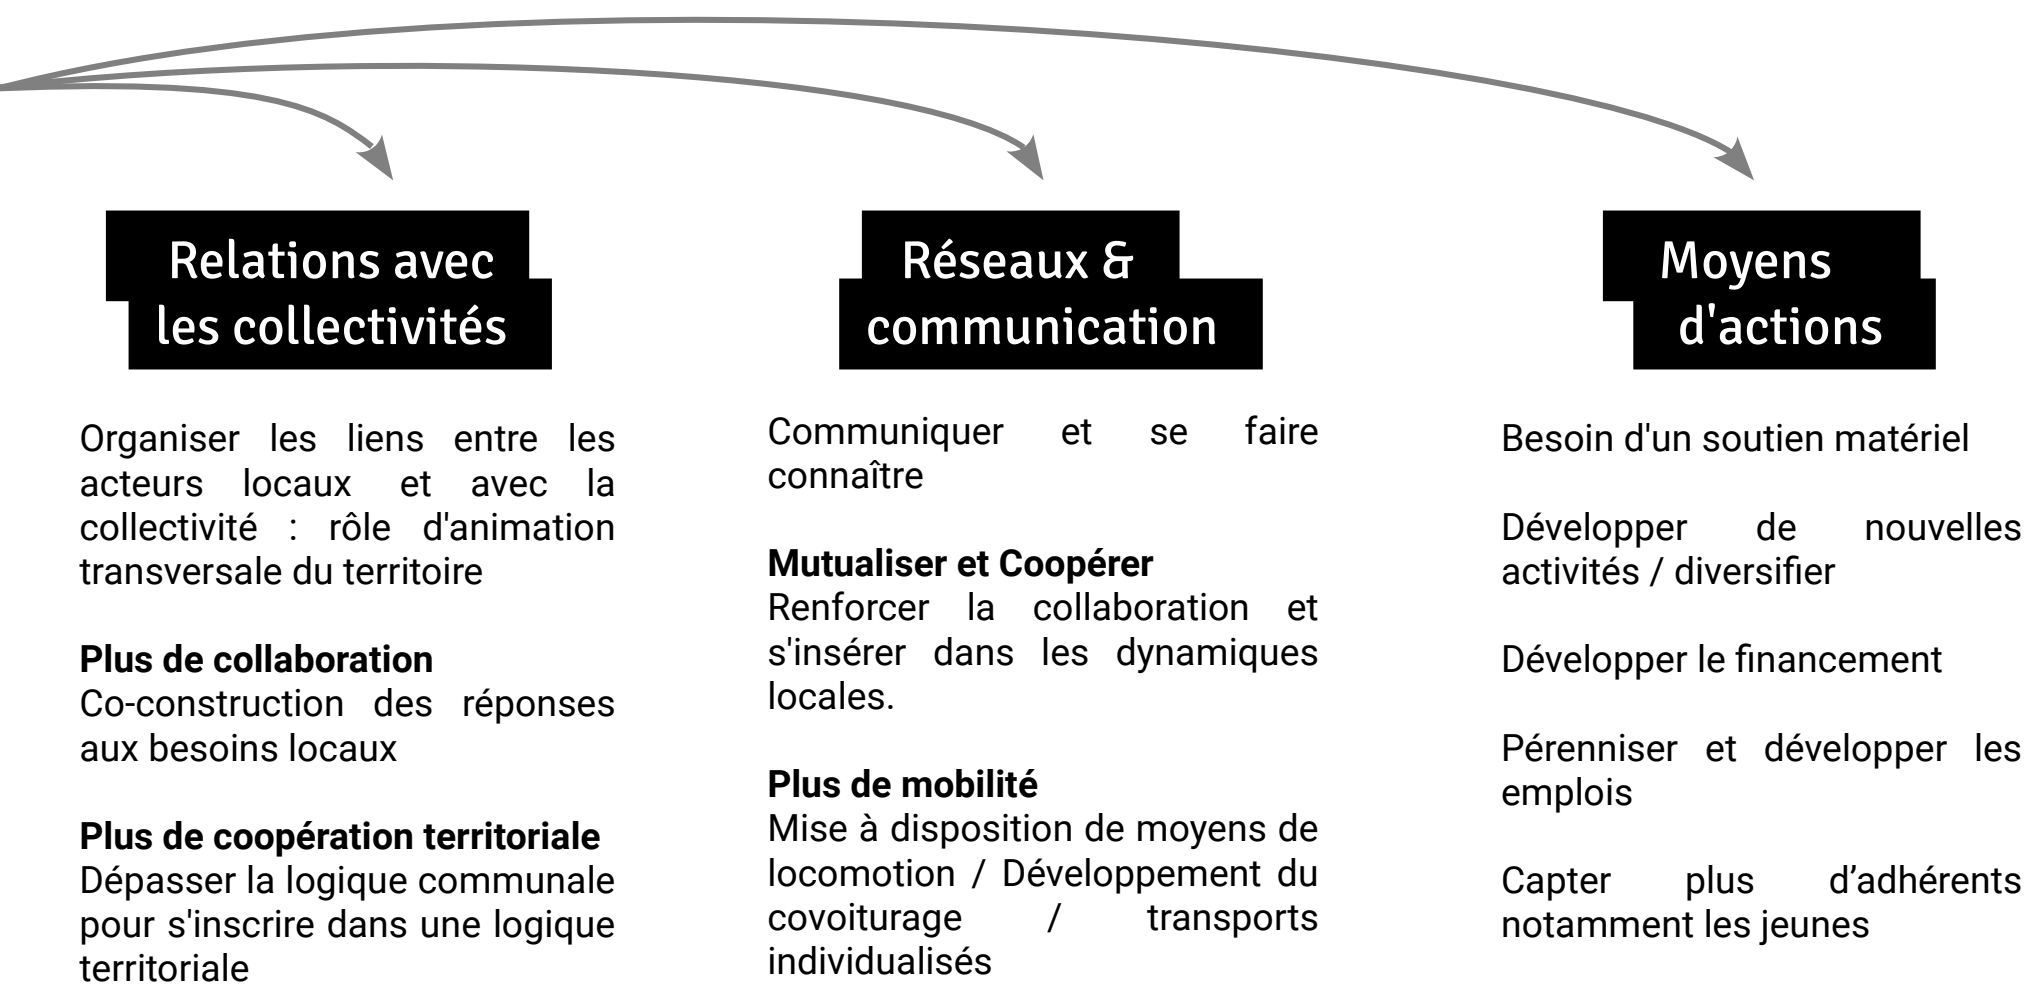 Relations avec
les collectivités
Organiser les liens entre les
acteurs locaux et avec la
collectivité : rôle d'animation
transversale du territoire
Plus de collaboration
Co-construction des réponses
aux besoins locaux
Plus de coopération territoriale
Dépasser la logique communale
pour s'inscrire dans une logique
territoriale
Réseaux &
communication
Communiquer et se faire
connaître
Mutualiser et Coopérer
Renforcer la collaboration et
s'insérer dans les dynamiques
locales.
Plus de mobilité
Mise à disposition de moyens de
locomotion / Développement du
covoiturage / transports
individualisés
Moyens
d'actions
Besoin d'un soutien matériel
Développer de nouvelles
activités / diversifier
Développer le financement
Pérenniser et développer les
emplois
Capter plus d’adhérents
notamment les jeunes